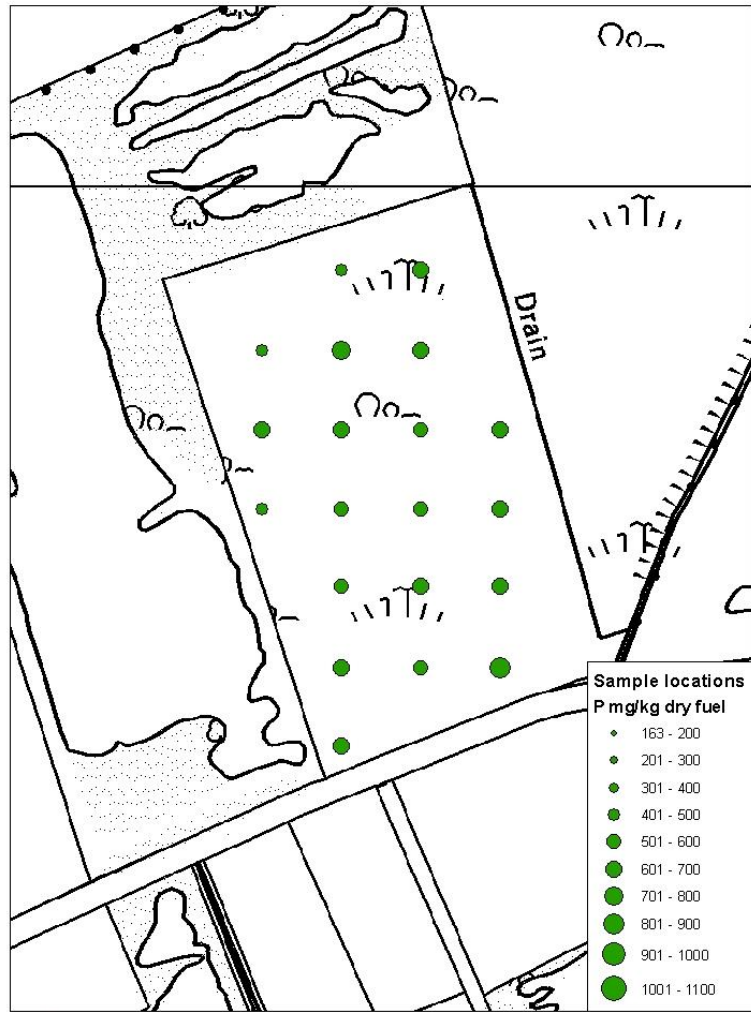 Drain
Sample locations
P mg/kg dry fuel
163 - 200
201 - 300
301 - 400
401 - 500
501 - 600
601 - 700
701 - 800
801 - 900
901 - 1000
1001 - 1100